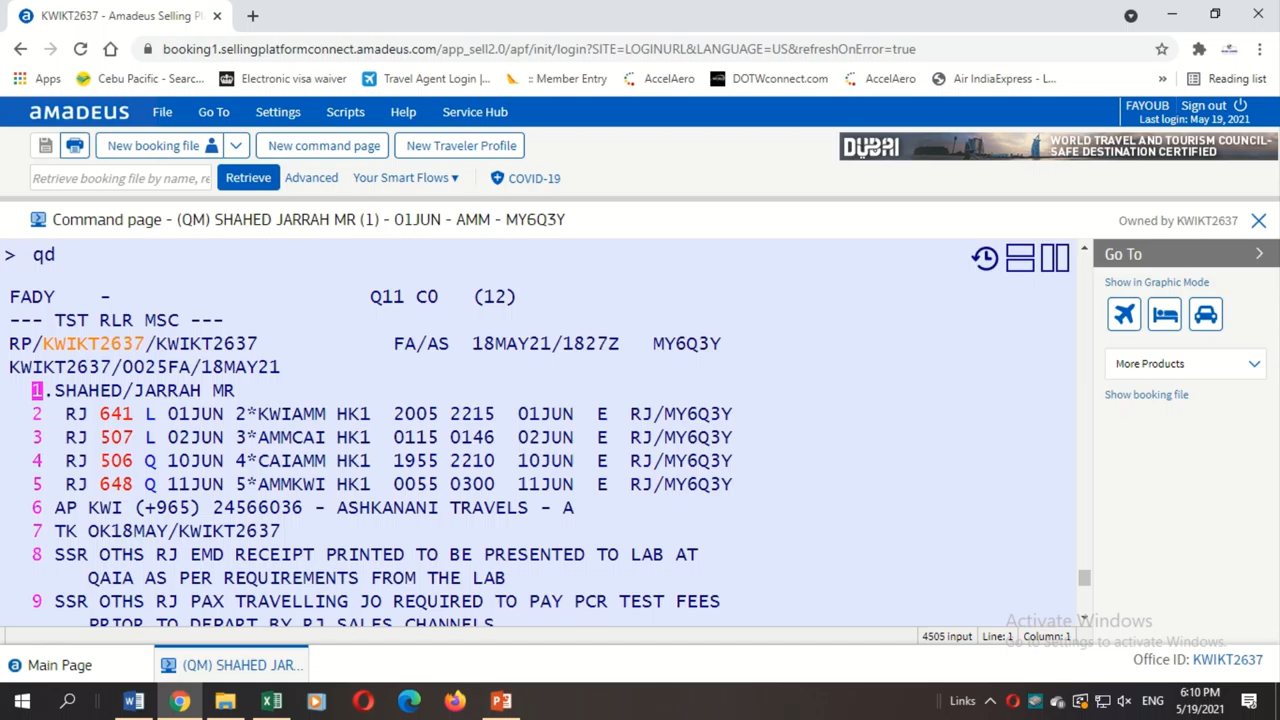 KWIKT2637 - Amadeus Selling Pl
booking1.sellingplatformconnect.amadeus.com/app_sell2.0/apf/init/login?SITE=LOGINURL&LANGUAGE=US&refreshOnError=true
Apps Cebu Pacific - Searc... Electronic visa waiver Travel Agent Login |... :: Member Entry AccelAero DOTWconnect.com AccelAero Air IndiaExpress - L... » Reading list
amadeus File Go To Settings Scripts Help Service Hub FAYOUB Sign out
Last login: May 19, 2021
New booking file New command page New Traveler Profile DUBAI WORLD TRAVEL AND TOURISM COUNCIL-
SAFE DESTINATION CERTIFIED
Retrieve booking file by name, re Retrieve Advanced Your Smart Flows COVID-19
Command page - (QM) SHAHED JARRAH MR (1) - 01JUN - AMM - MY6Q3Y Owned by KWIKT2637
> qd
Go To
FADY - Q11 C0 (12)
Show in Graphic Mode
--- TST RLR MSC ---
RP/KWIKT2637/KWIKT2637 FA/AS 18MAY21/1827Z MY6Q3Y
KWIKT2637/0025FA/18MAY21
More Products
1.SHAHED/JARRAH MR
Show booking file
2 RJ 641 L 01JUN 2*KWIAMM HK1 2005 2215 01JUN E RJ/MY6Q3Y
3 RJ 507 L 02JUN 3*AMMCAI HK1 0115 0146 02JUN E RJ/MY6Q3Y
4 RJ 506 Q 10JUN 4*CAIAMM HK1 1955 2210 10JUN E RJ/MY6Q3Y
5 RJ 648 Q 11JUN 5*AMMKWI HK1 0055 0300 11JUN E RJ/MY6Q3Y
6 AP KWI (+965) 24566036 - ASHKANANI TRAVELS - A
7 TK OK18MAY/KWIKT2637
8 SSR OTHS RJ EMD RECEIPT PRINTED TO BE PRESENTED TO LAB AT
QAIA AS PER REQUIREMENTS FROM THE LAB
9 SSR OTHS RJ PAX TRAVELLING JO REQUIRED TO PAY PCR TEST FEES
PRIOR TO DEPART BY RJ SALES CHANNELS
Activate Windows
Go to Settings to activate Windows.
4505 input Line: 1 Column: 1
Main Page (QM) SHAHED JAR... Office ID: KWIKT2637
Links ENG 6:10 PM
5/19/2021